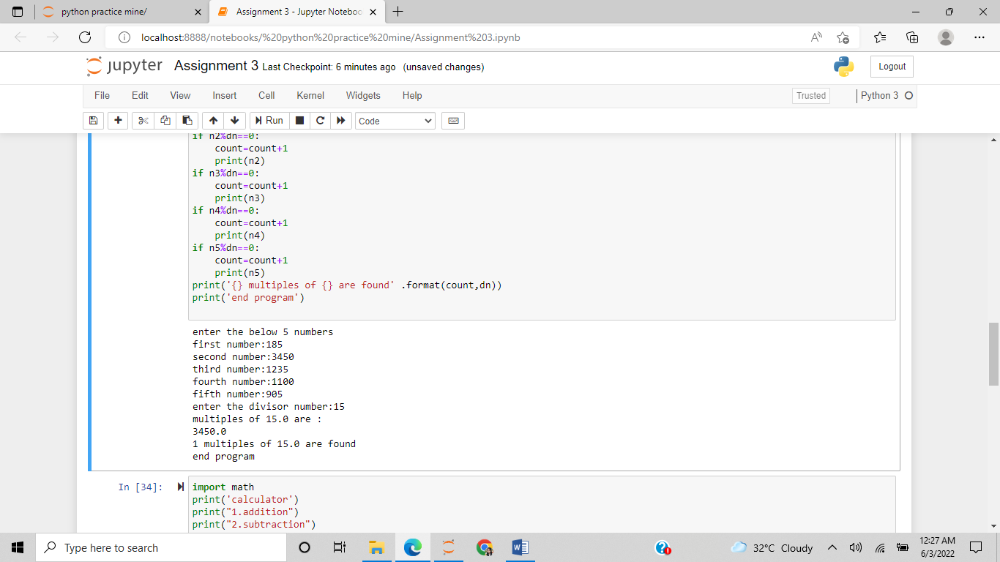 python practice mine/
Assignment 3 - Jupyter Noteboo
localhost:8888/notebooks/%20python%20practice%20mine/Assignment%203.ipynb
jupyter Assignment 3 Last Checkpoint: 6 minutes ago (unsaved changes)
Logout
File Edit View Insert Cell Kernel Widgets Help
Trusted
Python 3
Run
Code
if n2%dn==0:
    count=count+1
    print(n2)
if n3%dn==0:
    count=count+1
    print(n3)
if n4%dn==0:
    count=count+1
    print(n4)
if n5%dn==0:
    count=count+1
    print(n5)
print('{} multiples of {} are found' .format(count,dn))
print('end program')
enter the below 5 numbers
first number:185
second number:3450
third number:1235
fourth number:1100
fifth number:905
enter the divisor number:15
multiples of 15.0 are :
3450.0
1 multiples of 15.0 are found
end program
In [34]:
import math
print('calculator')
print("1.addition")
print("2.subtraction")
Type here to search
32°C Cloudy
12:27 AM
6/3/2022